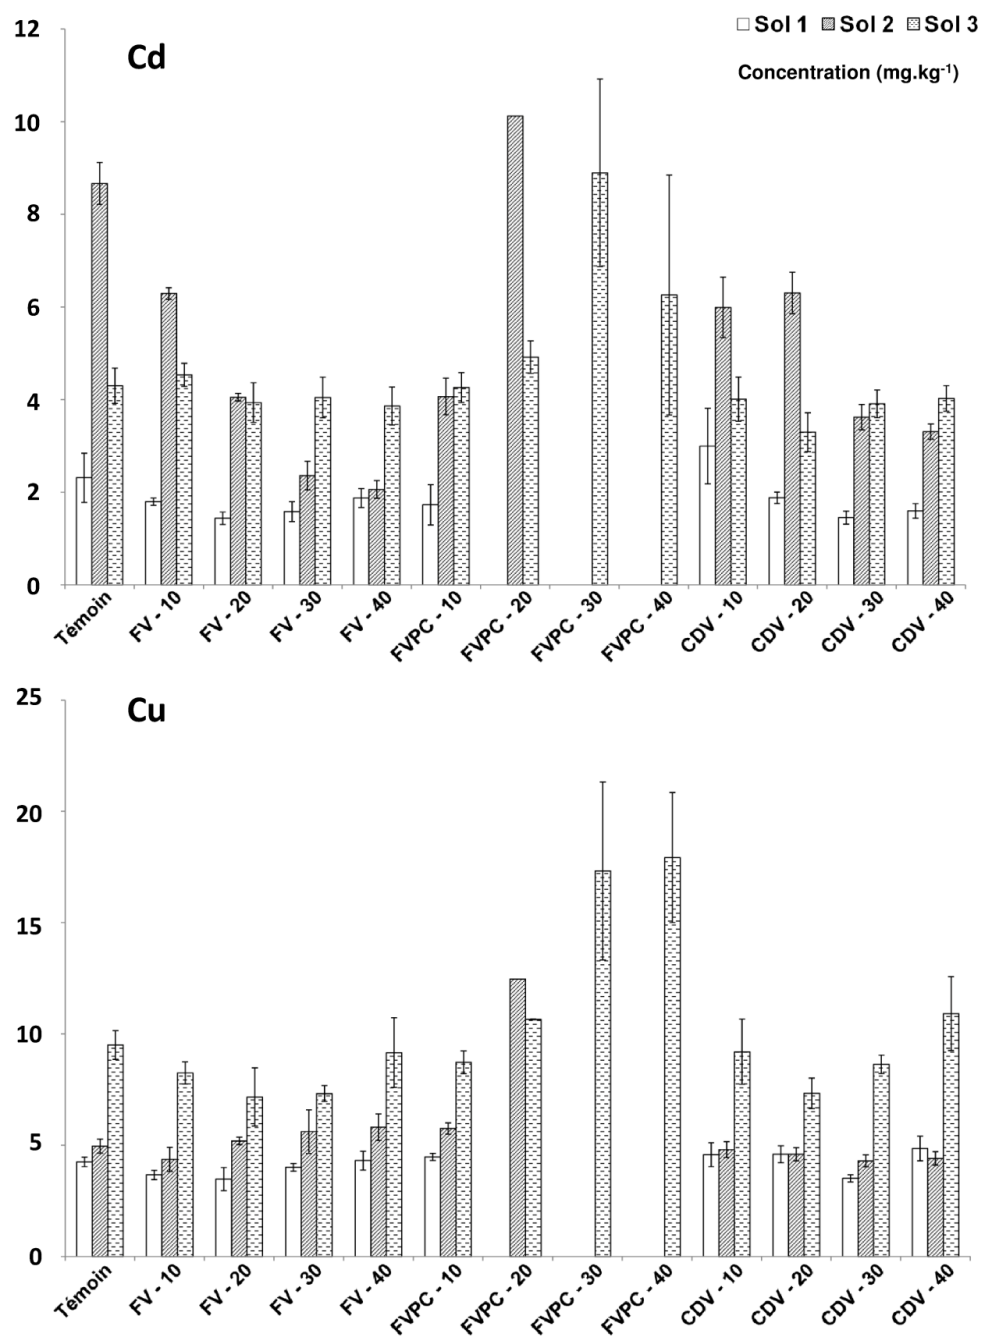 Sol 1 Sol 2 Sol 3
Concentration (mg.kg-1)
Cd
12
10
8
6
4
2
0
Témoin
FV - 10
FV - 20
FV - 30
FV - 40
FVPC - 10
FVPC - 20
FVPC - 30
FVPC - 40
CDV - 10
CDV - 20
CDV - 30
CDV - 40
Cu
25
20
15
10
5
0
Témoin
FV - 10
FV - 20
FV - 30
FV - 40
FVPC - 10
FVPC - 20
FVPC - 30
FVPC - 40
CDV - 10
CDV - 20
CDV - 30
CDV - 40